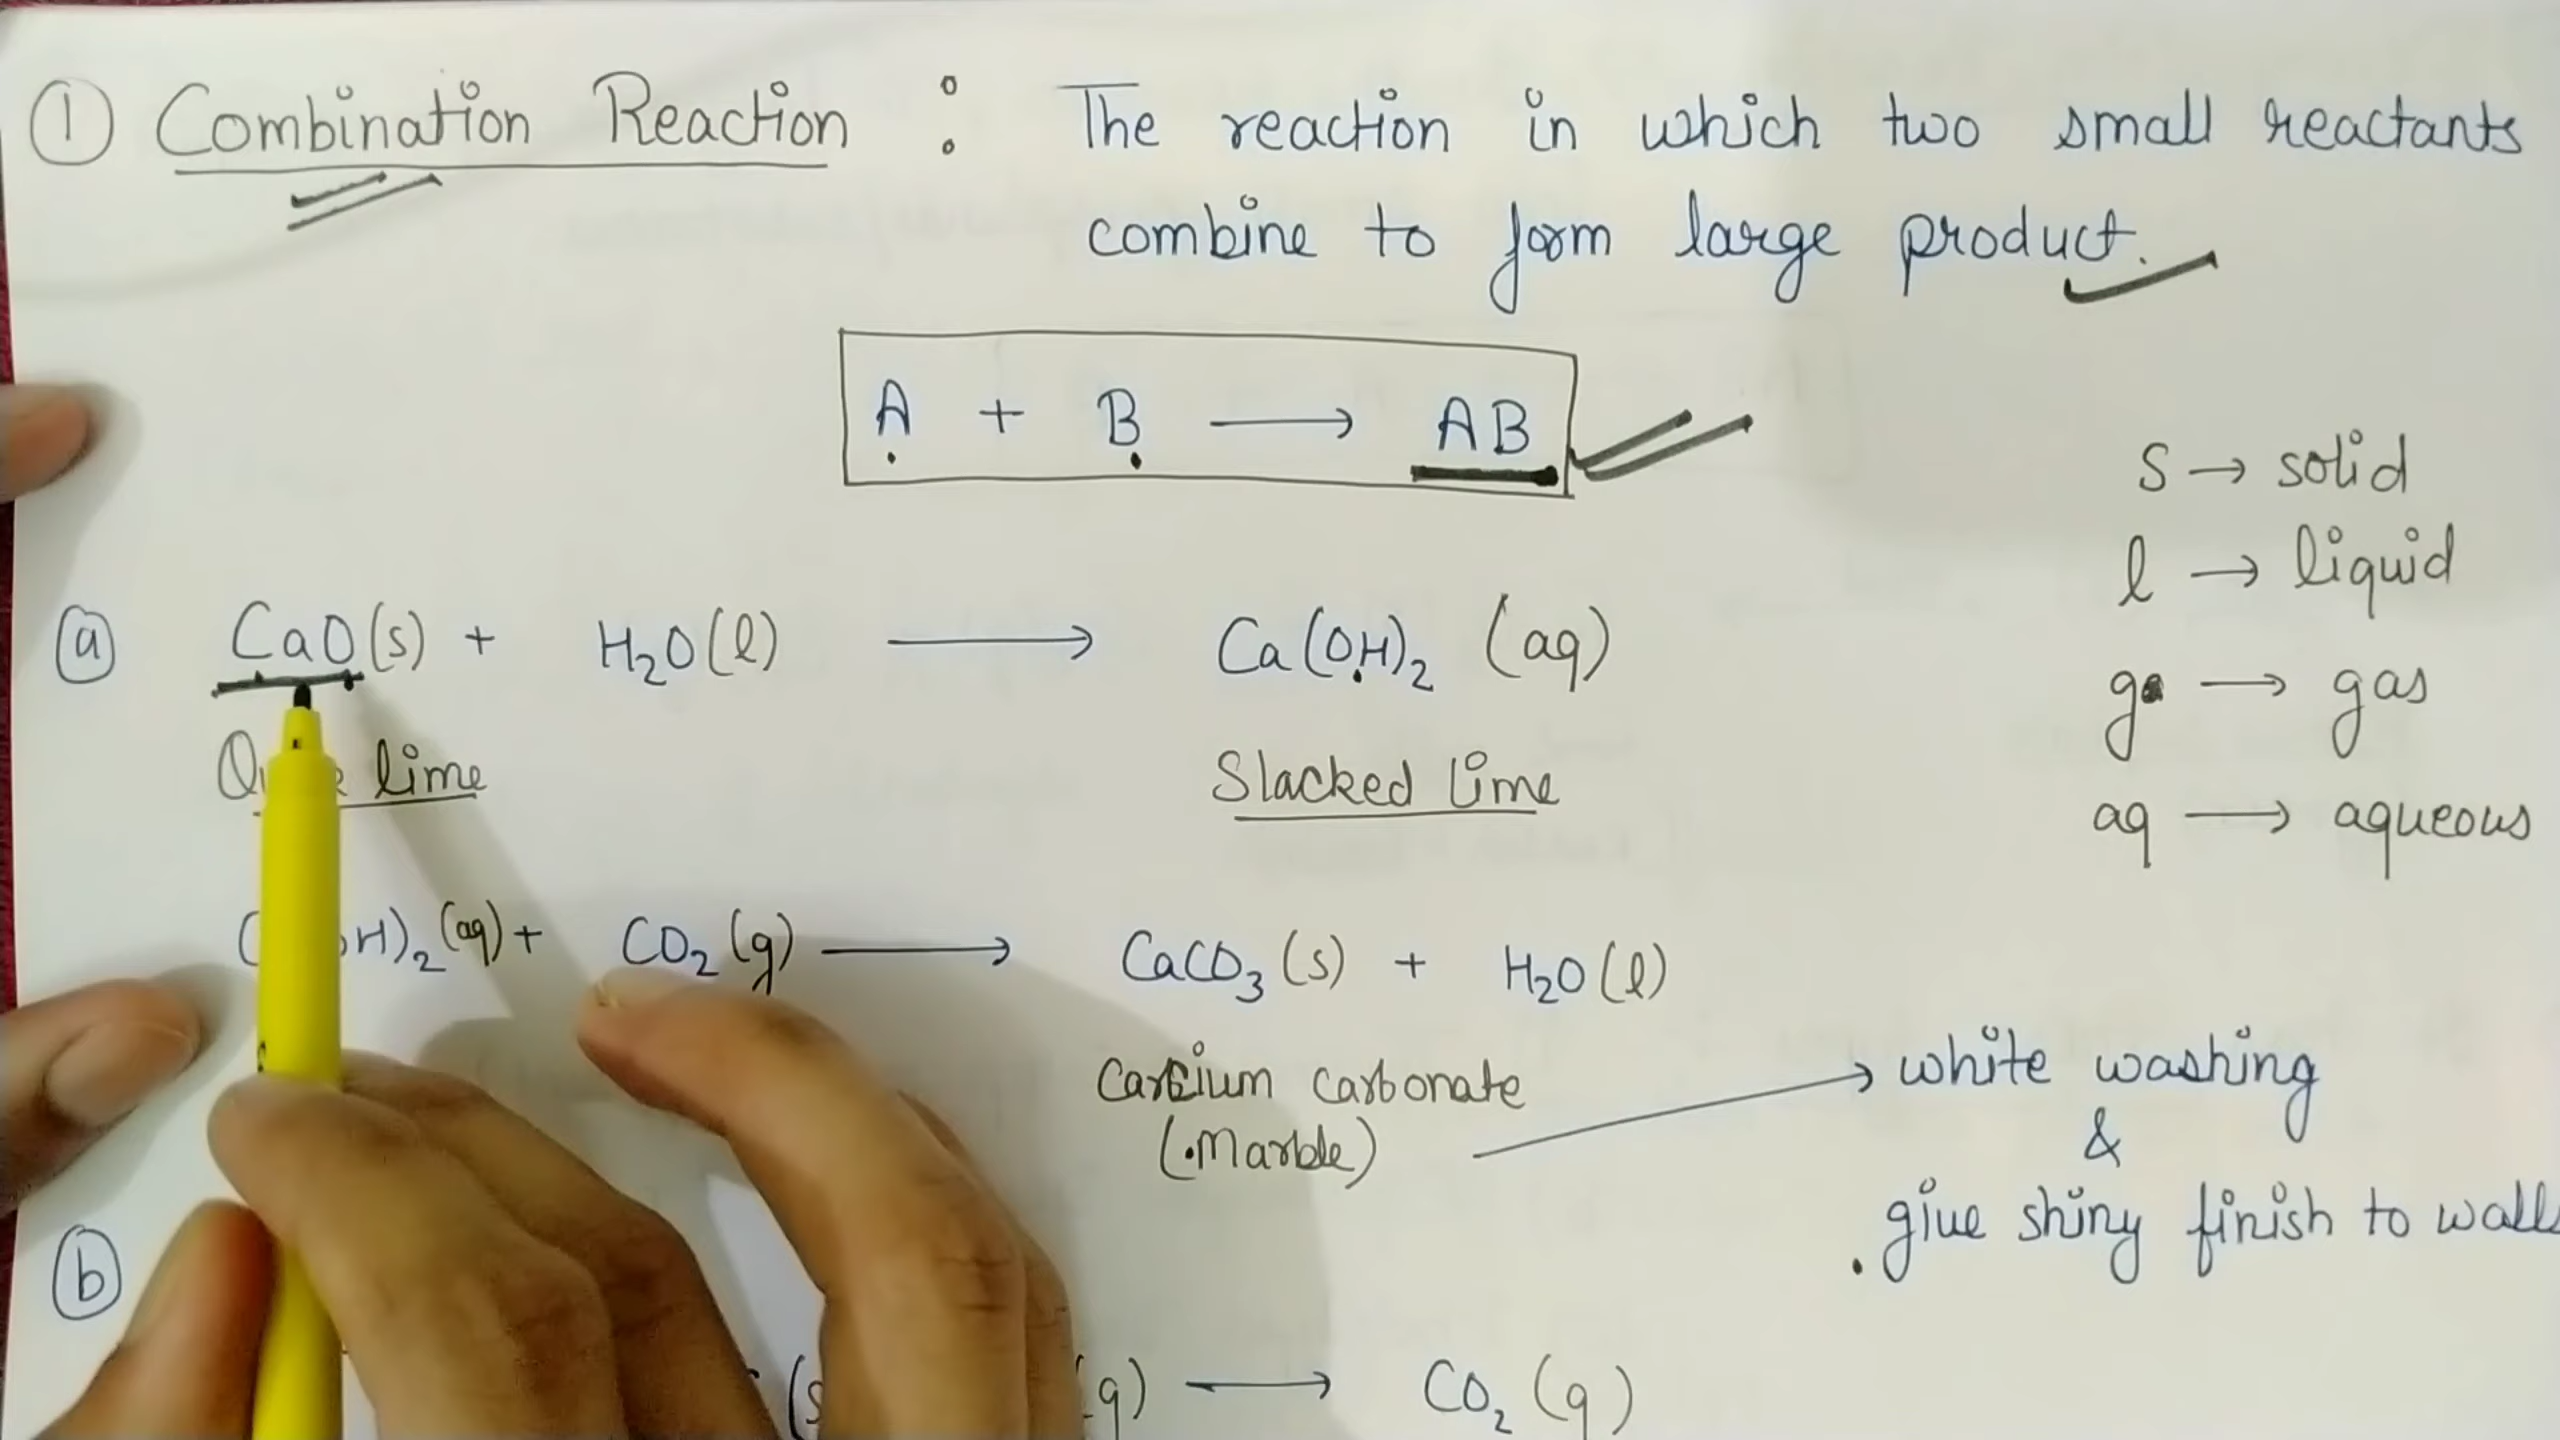 ① Combination Reaction : The reaction in which two small reactants
combine to form large product.
A + B ⟶ AB
s → solid
l → liquid
g → gas
aq → aqueous
ⓐ CaO(s) + H₂O(l) ⟶ Ca(OH)₂ (aq)
lime Slacked lime
H)₂(aq) + CO₂(g) ⟶ CaCO₃(s) + H₂O(l)
carbonate
(Marble) → white washing
&
give shiny finish to walls
ⓑ
(s g) ⟶ CO₂(g)